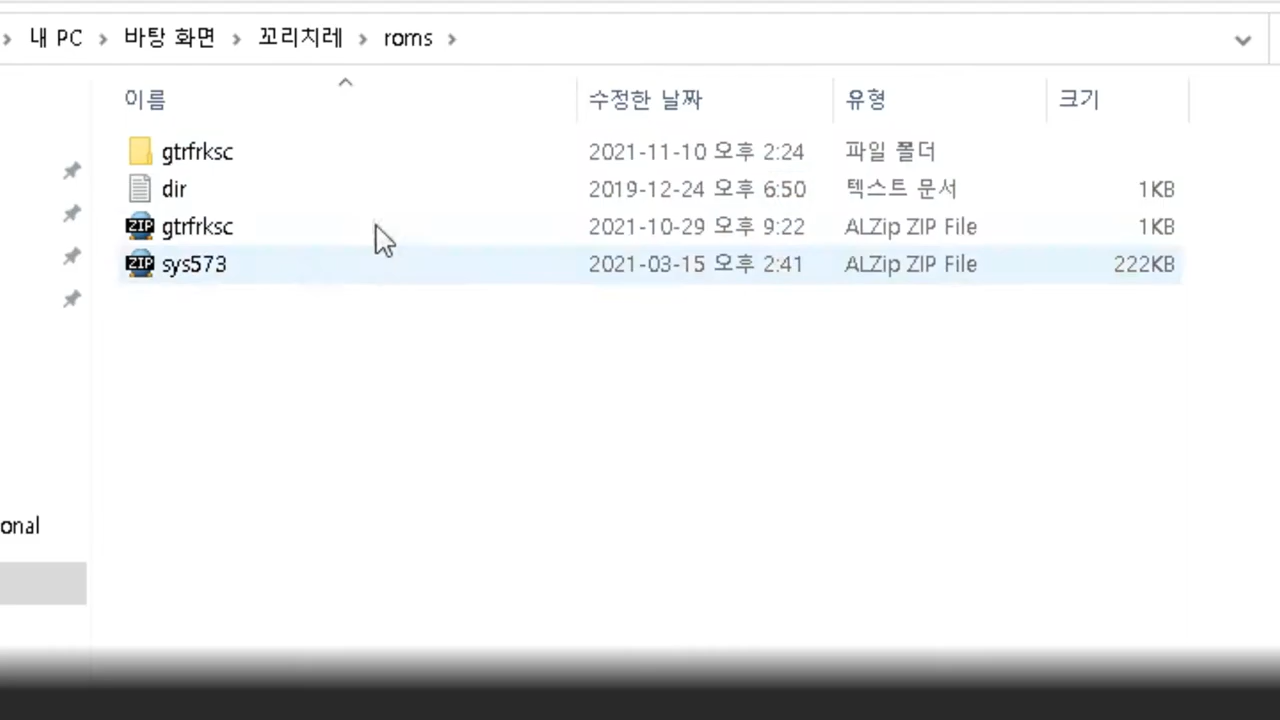 내 PC > 바탕 화면 > 꼬리치레 > roms >
이름 수정한 날짜 유형 크기
gtrfrksc 2021-11-10 오후 2:24 파일 폴더
dir 2019-12-24 오후 6:50 텍스트 문서 1KB
ZIP gtrfrksc 2021-10-29 오후 9:22 ALZip ZIP File 1KB
ZIP sys573 2021-03-15 오후 2:41 ALZip ZIP File 222KB
onal